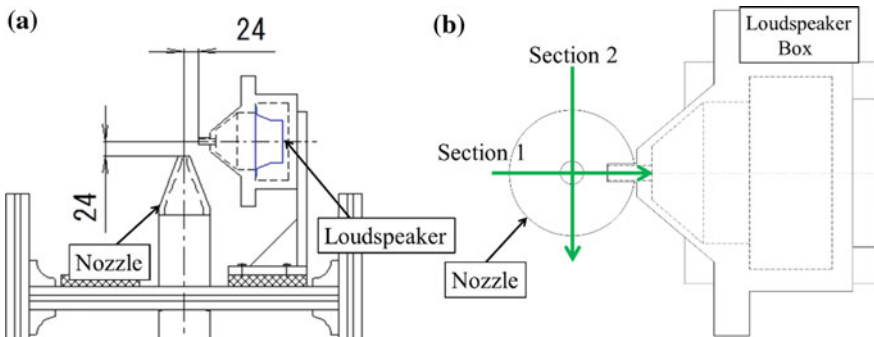 (a)
24
24
Nozzle
Loudspeaker
(b)
Loudspeaker
Box
Section 2
Section 1
Nozzle